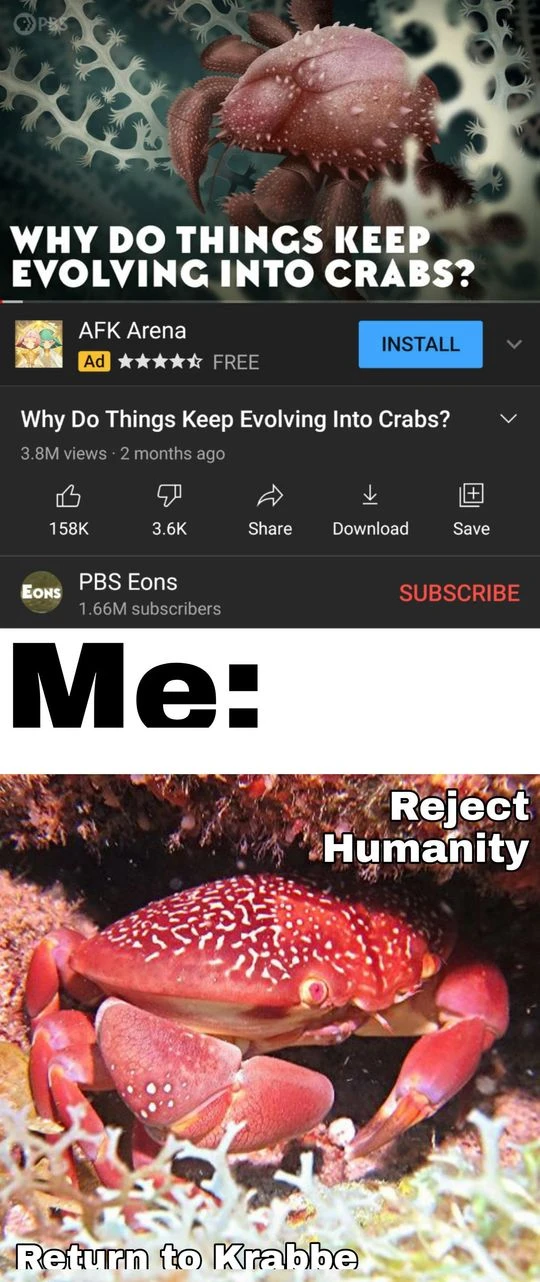 PBS
WHY DO THINGS KEEP
EVOLVING INTO CRABS?
AFK Arena
Ad FREE
INSTALL
Why Do Things Keep Evolving Into Crabs?
3.8M views · 2 months ago
158K 3.6K Share Download Save
EONS
PBS Eons
1.66M subscribers
SUBSCRIBE
Me:
Reject
Humanity
Return to Krabbe